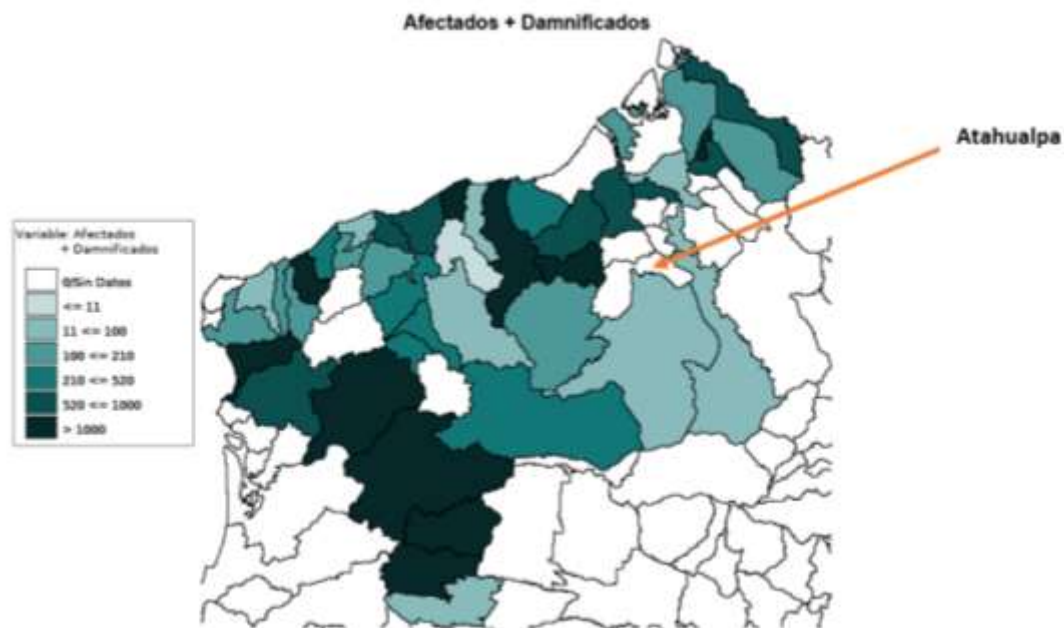 Afectados + Damnificados
Atahualpa
Variable: Afectados
+ Damnificados
0/Sin Datos
<= 11
11 <= 100
100 <= 210
210 <= 520
520 <= 1000
> 1000